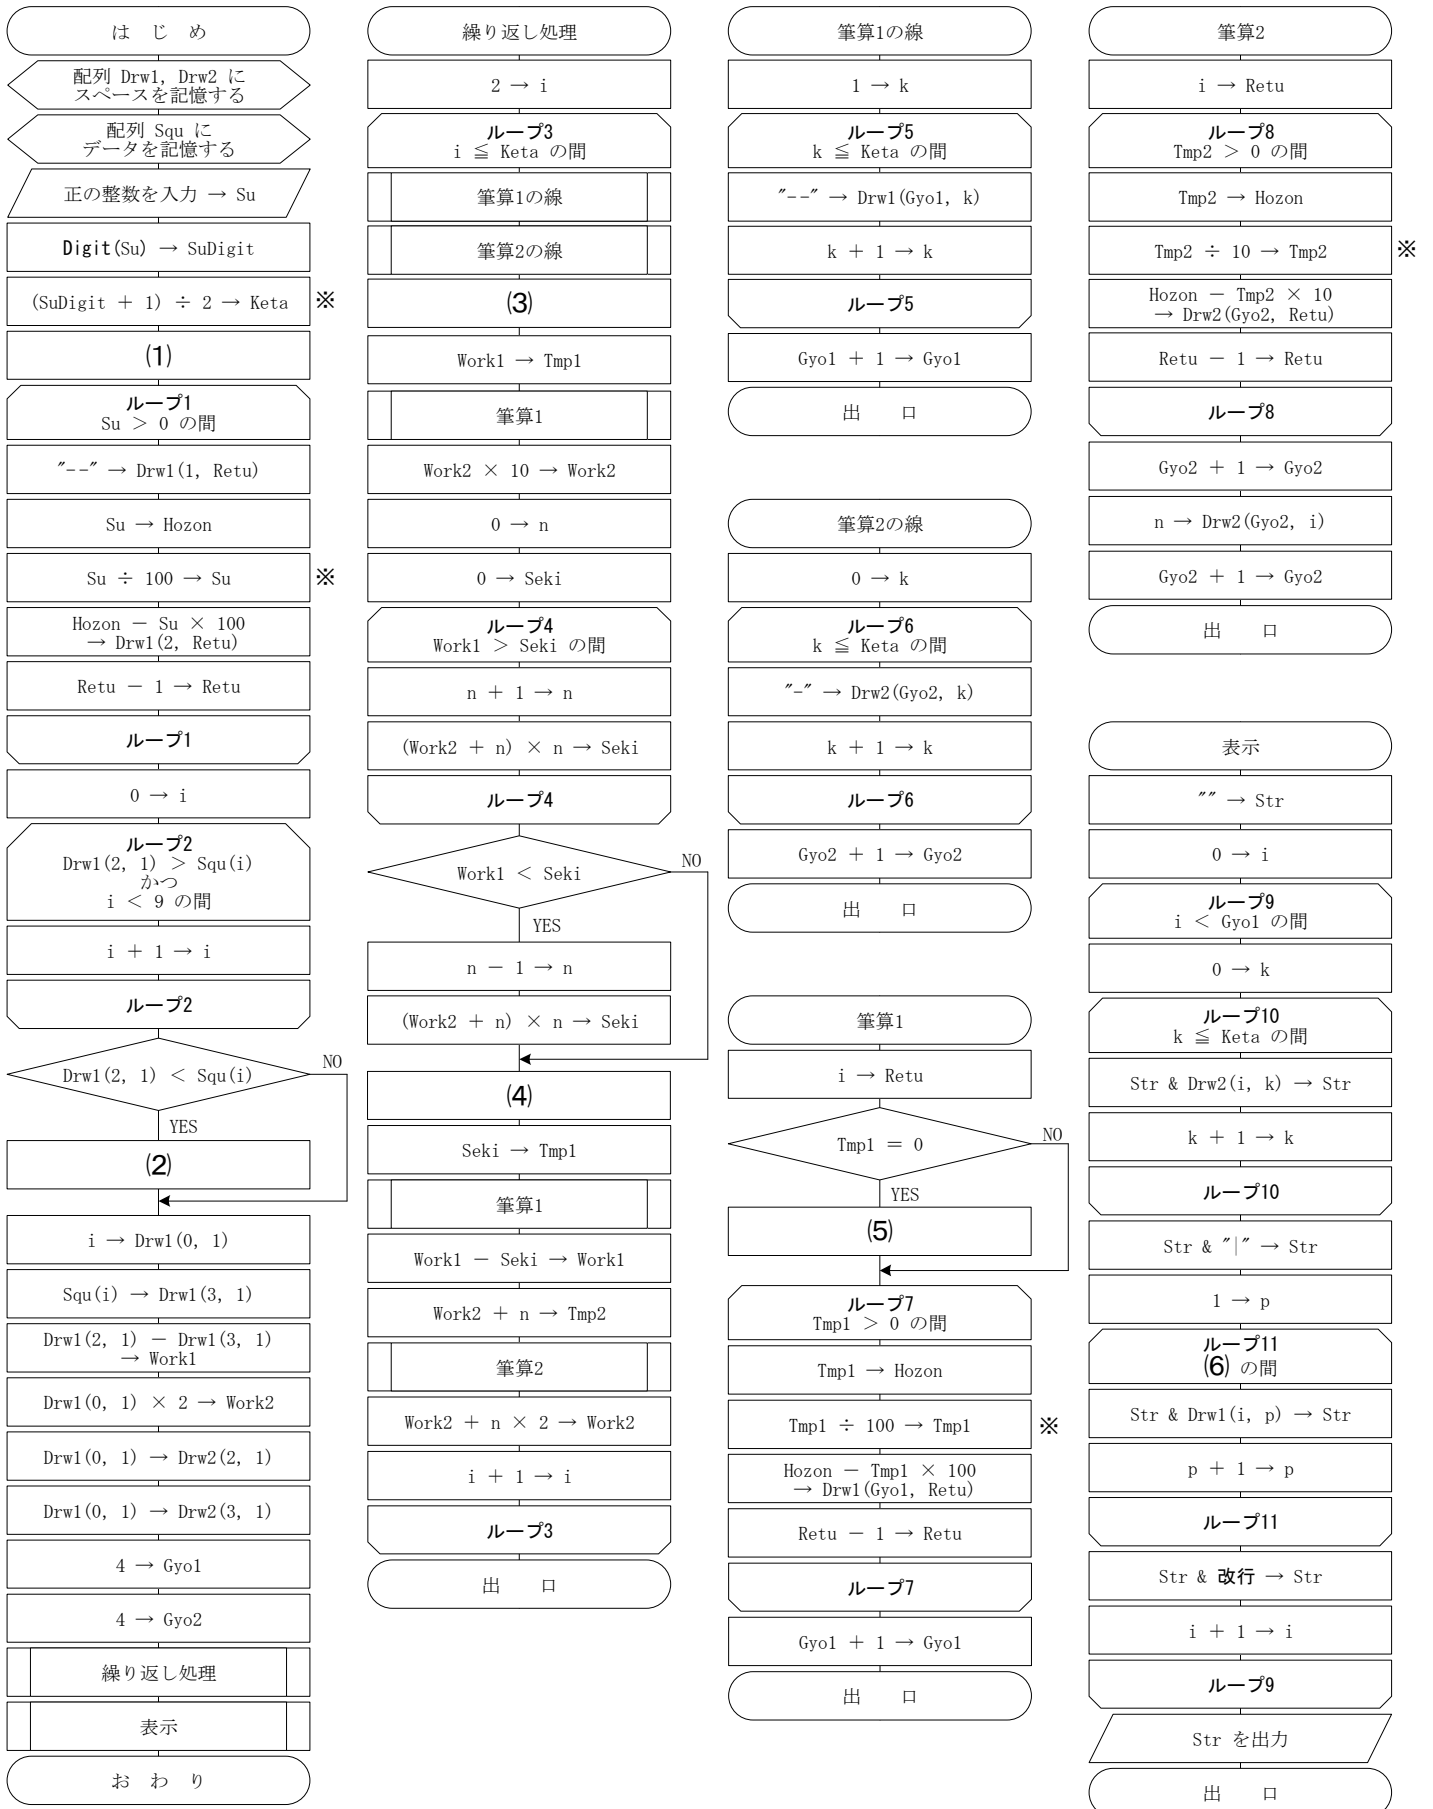 は じ め
配列 Drw1, Drw2 に
スペースを記憶する
配列 Squ に
データを記憶する
正の整数を入力 → Su
Digit(Su) → SuDigit
(SuDigit + 1) ÷ 2 → Keta
※
(1)
ループ1
Su > 0 の間
"--" → Drw1(1, Retu)
Su → Hozon
Su ÷ 100 → Su
※
Hozon － Su × 100
→ Drw1(2, Retu)
Retu － 1 → Retu
ループ1
0 → i
ループ2
Drw1(2, 1) > Squ(i)
かつ
i < 9 の間
i + 1 → i
ループ2
Drw1(2, 1) < Squ(i)
NO
YES
(2)
i → Drw1(0, 1)
Squ(i) → Drw1(3, 1)
Drw1(2, 1) － Drw1(3, 1)
→ Work1
Drw1(0, 1) × 2 → Work2
Drw1(0, 1) → Drw2(2, 1)
Drw1(0, 1) → Drw2(3, 1)
4 → Gyo1
4 → Gyo2
繰り返し処理
表示
お わ り
繰り返し処理
2 → i
ループ3
i ≦ Keta の間
筆算1の線
筆算2の線
(3)
Work1 → Tmp1
筆算1
Work2 × 10 → Work2
0 → n
0 → Seki
ループ4
Work1 > Seki の間
n + 1 → n
(Work2 + n) × n → Seki
ループ4
Work1 < Seki
NO
YES
n － 1 → n
(Work2 + n) × n → Seki
(4)
Seki → Tmp1
筆算1
Work1 － Seki → Work1
Work2 + n → Tmp2
筆算2
Work2 + n × 2 → Work2
i + 1 → i
ループ3
出 口
筆算1の線
1 → k
ループ5
k ≦ Keta の間
"--" → Drw1(Gyo1, k)
k + 1 → k
ループ5
Gyo1 + 1 → Gyo1
出 口
筆算2の線
0 → k
ループ6
k ≦ Keta の間
"-" → Drw2(Gyo2, k)
k + 1 → k
ループ6
Gyo2 + 1 → Gyo2
出 口
筆算1
i → Retu
Tmp1 = 0
NO
YES
(5)
ループ7
Tmp1 > 0 の間
Tmp1 → Hozon
Tmp1 ÷ 100 → Tmp1
※
Hozon － Tmp1 × 100
→ Drw1(Gyo1, Retu)
Retu － 1 → Retu
ループ7
Gyo1 + 1 → Gyo1
出 口
筆算2
i → Retu
ループ8
Tmp2 > 0 の間
Tmp2 → Hozon
Tmp2 ÷ 10 → Tmp2
※
Hozon － Tmp2 × 10
→ Drw2(Gyo2, Retu)
Retu － 1 → Retu
ループ8
Gyo2 + 1 → Gyo2
n → Drw2(Gyo2, i)
Gyo2 + 1 → Gyo2
出 口
表示
"" → Str
0 → i
ループ9
i < Gyo1 の間
0 → k
ループ10
k ≦ Keta の間
Str & Drw2(i, k) → Str
k + 1 → k
ループ10
Str & "|" → Str
1 → p
ループ11
(6) の間
Str & Drw1(i, p) → Str
p + 1 → p
ループ11
Str & 改行 → Str
i + 1 → i
ループ9
Str を出力
出 口